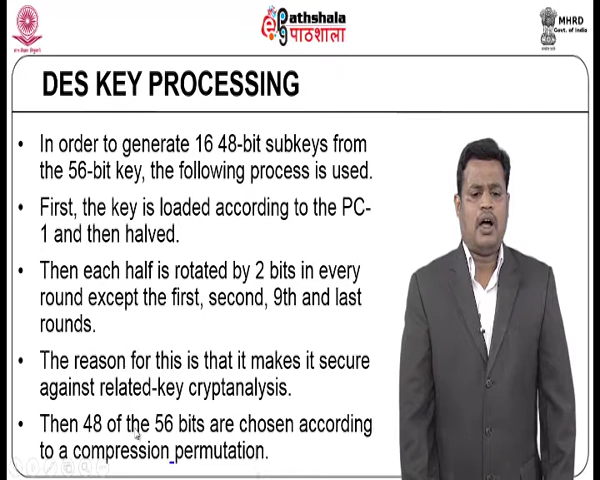 Pathshala
पाठशाला
MHRD
Govt. of India
DES KEY PROCESSING
• In order to generate 16 48-bit subkeys from
the 56-bit key, the following process is used.
• First, the key is loaded according to the PC-
1 and then halved.
• Then each half is rotated by 2 bits in every
round except the first, second, 9th and last
rounds.
• The reason for this is that it makes it secure
against related-key cryptanalysis.
• Then 48 of the 56 bits are chosen according
to a compression permutation.